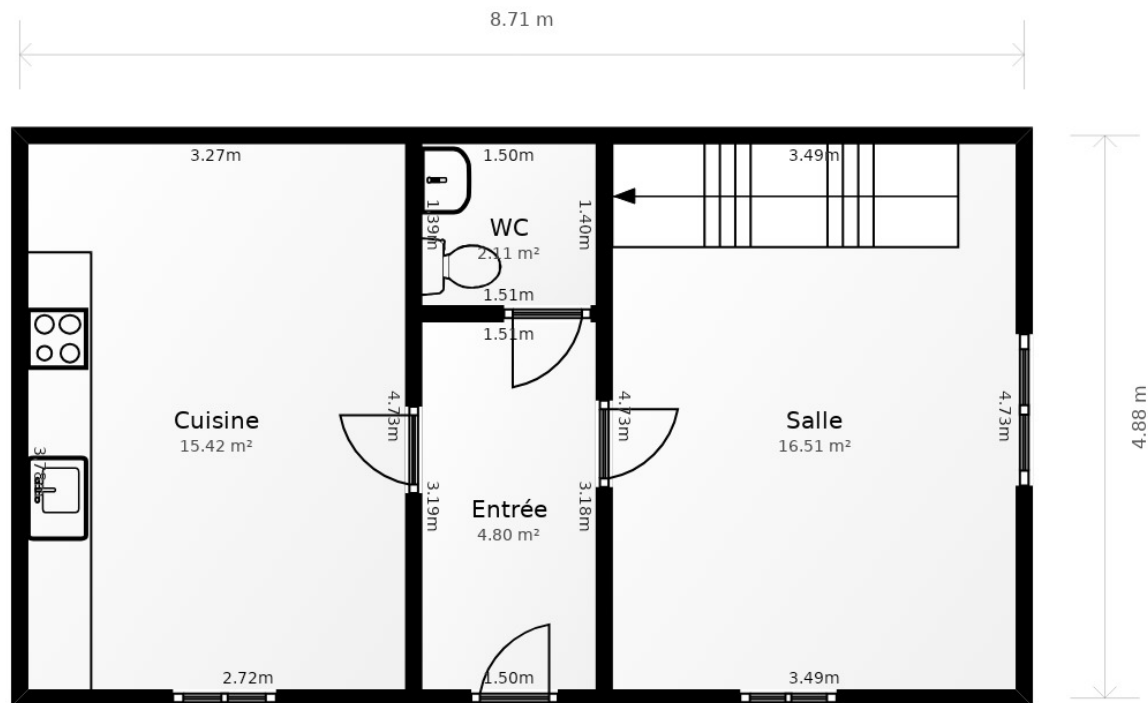 8.71 m
3.27m
1.50m
3.49m
1.39m
1.40m
WC
2.11 m²
1.51m
1.51m
4.73m
4.73m
4.73m
4.88 m
Cuisine
15.42 m²
Salle
16.51 m²
3.19m
3.18m
Entrée
4.80 m²
2.72m
1.50m
3.49m